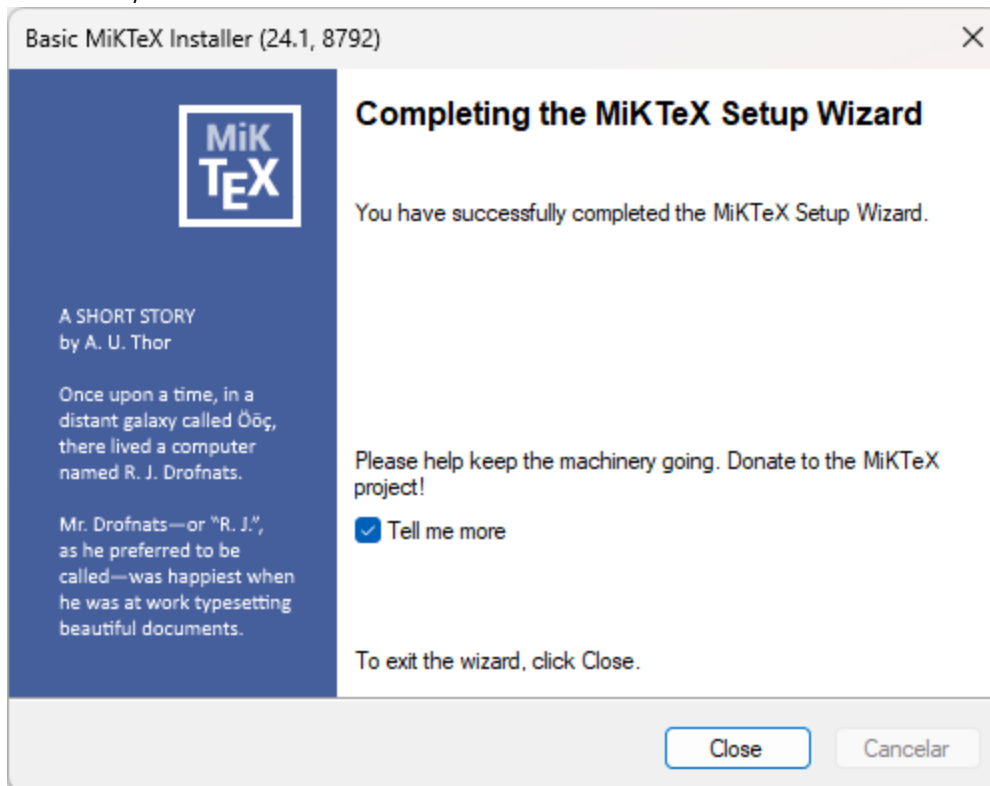 Basic MiKTeX Installer (24.1, 8792)
MiK
TEX
Completing the MiKTeX Setup Wizard
You have successfully completed the MiKTeX Setup Wizard.
A SHORT STORY
by A. U. Thor
Once upon a time, in a
distant galaxy called Ööç,
there lived a computer
named R. J. Drofnats.
Mr. Drofnats—or “R. J.”,
as he preferred to be
called—was happiest when
he was at work typesetting
beautiful documents.
Please help keep the machinery going. Donate to the MiKTeX
project!
Tell me more
To exit the wizard, click Close.
Close
Cancelar